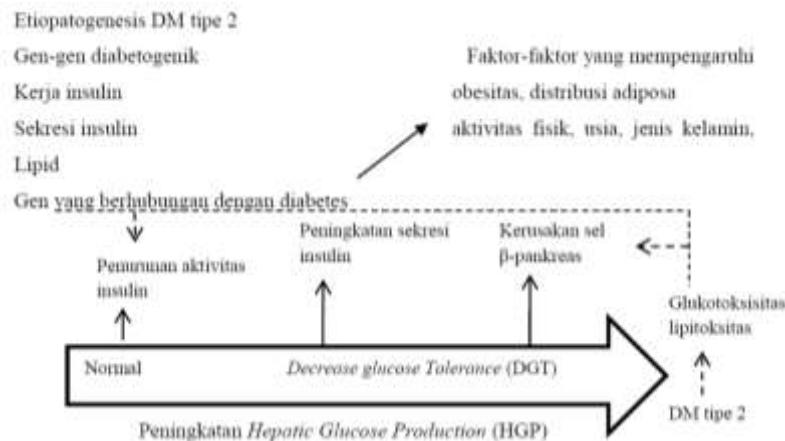 Etiopatogenesis DM tipe 2
Gen-gen diabetogenik
Kerja insulin
Sekresi insulin
Lipid
Gen yang berhubungan dengan diabetes
Faktor-faktor yang mempengaruhi
obesitas, distribusi adiposa
aktivitas fisik, usia, jenis kelamin,
Penurunan aktivitas
insulin
Peningkatan sekresi
insulin
Kerusakan sel
β-pankreas
Glukotoksisitas
lipitoksitas
Normal
Decrease glucose Tolerance (DGT)
DM tipe 2
Peningkatan Hepatic Glucose Production (HGP)